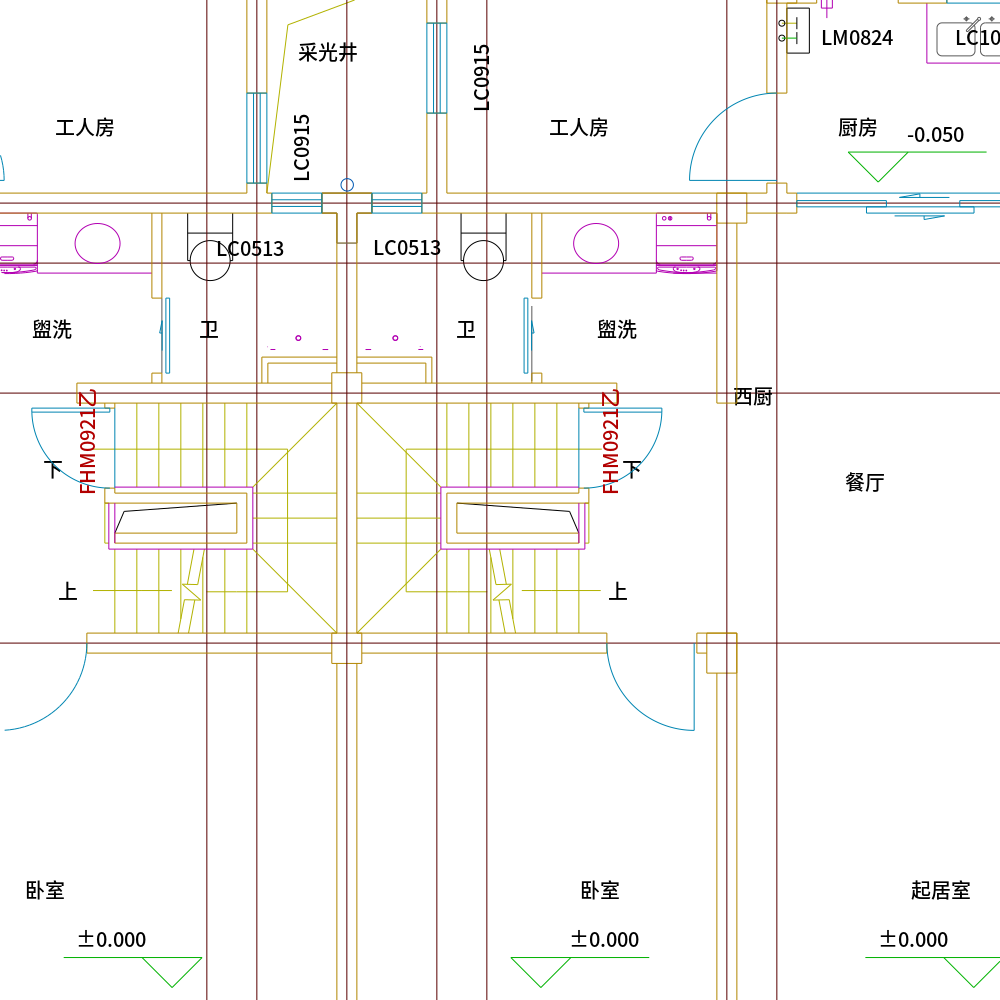 采光井
LC0915
LC0915
LM0824
LC10
工人房
工人房
厨房
-0.050
LC0513
LC0513
盥洗
卫
卫
盥洗
西厨
FHM0921乙
FHM0921乙
下
下
餐厅
上
上
卧室
卧室
起居室
±0.000
±0.000
±0.000